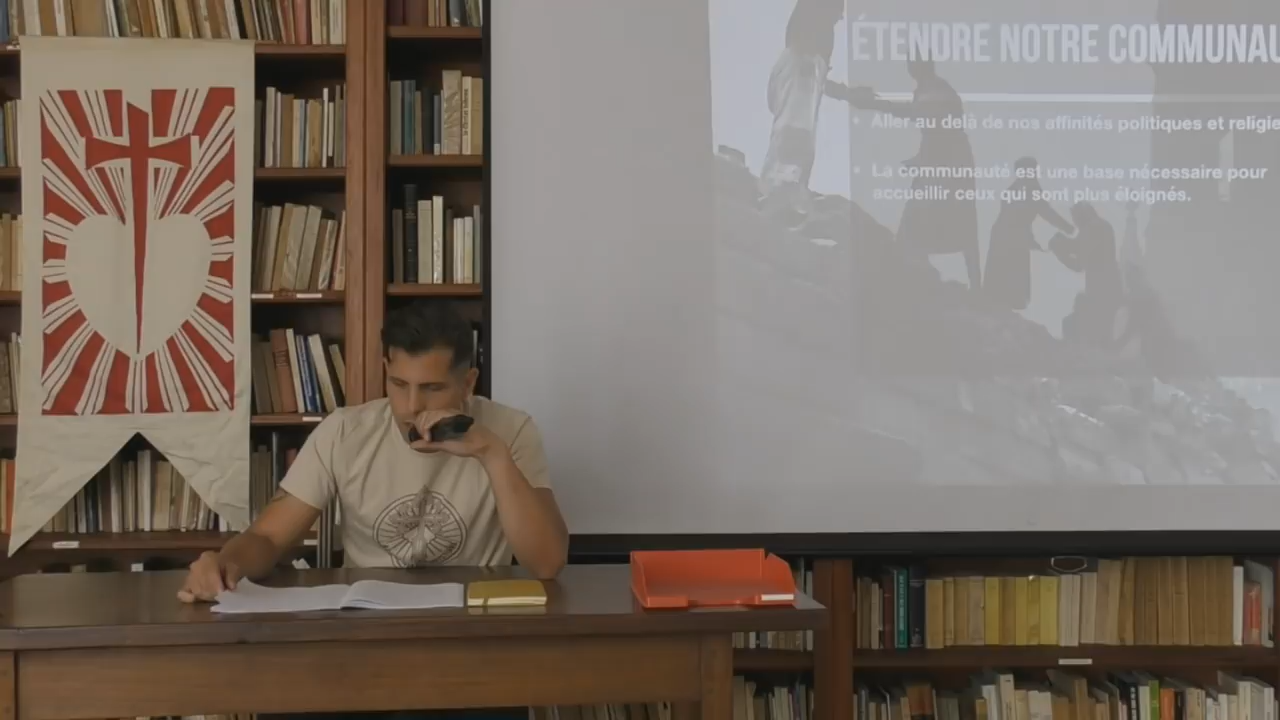 ÉTENDRE NOTRE COMMUNAU
• Aller au delà de nos affinités politiques et religie
• La communauté est une base nécessaire pour
accueillir ceux qui sont plus éloignés.